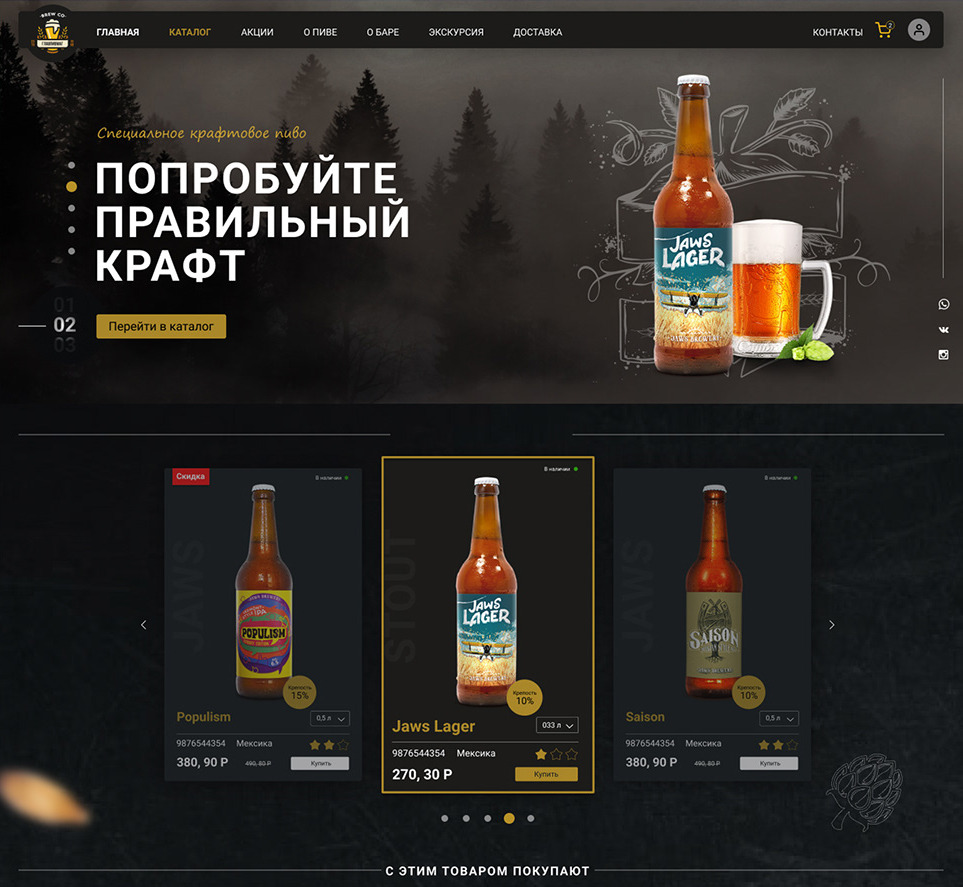 BREW CO
ГЛАВНАЯ
КАТАЛОГ
АКЦИИ
О ПИВЕ
О БАРЕ
ЭКСКУРСИЯ
ДОСТАВКА
КОНТАКТЫ
2
Специальное крафтовое пиво
ПОПРОБУЙТЕ
ПРАВИЛЬНЫЙ
КРАФТ
01
02
03
Перейти в каталог
JAWS
LAGER
JAWS BREWERY
Скидка
В наличии
JAWS
POPULISM
Крепость
15%
Populism
0,5 л
9876544354 Мексика
380, 90 Р
490, 80 Р
Купить
В наличии
STOUT
JAWS
LAGER
Крепость
10%
Jaws Lager
033 л
9876544354 Мексика
270, 30 Р
Купить
В наличии
JAWS
SAISON
Крепость
10%
Saison
0,5 л
9876544354 Мексика
380, 90 Р
490, 80 Р
Купить
С ЭТИМ ТОВАРОМ ПОКУПАЮТ